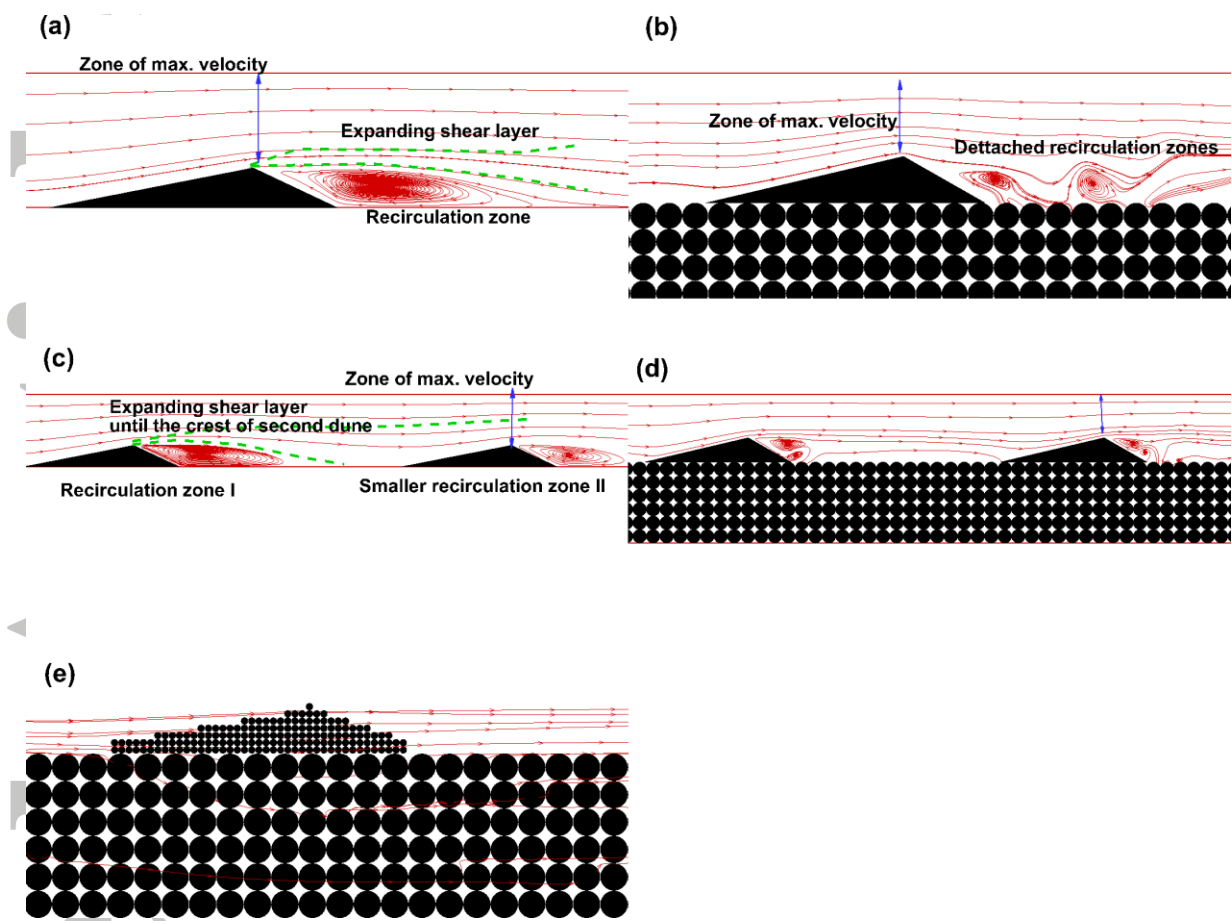 (a)
Zone of max. velocity
Expanding shear layer
Recirculation zone
(b)
Zone of max. velocity
Dettached recirculation zones
(c)
Zone of max. velocity
Expanding shear layer
until the crest of second dune
Recirculation zone I
Smaller recirculation zone II
(d)
(e)